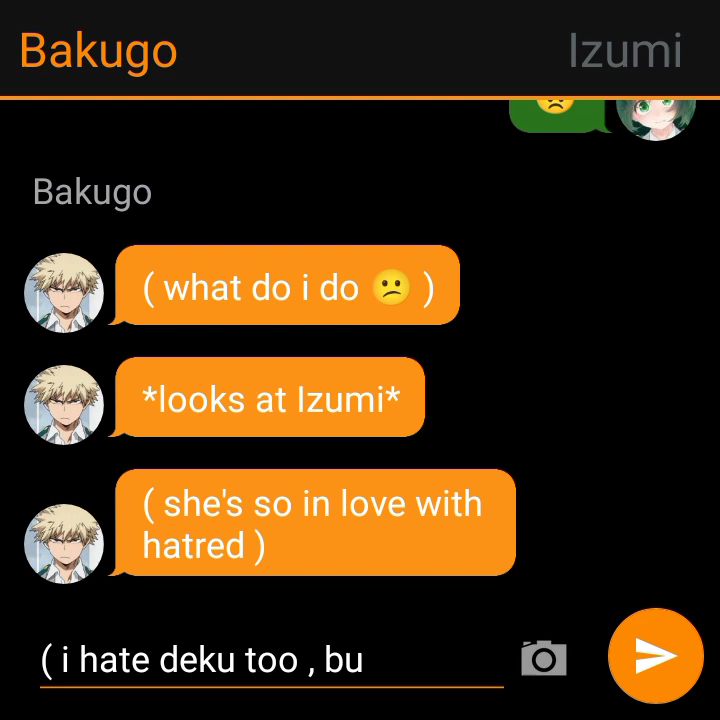 Bakugo
Izumi
Bakugo
( what do i do 😕 )
*looks at Izumi*
( she's so in love with
hatred )
( i hate deku too , bu